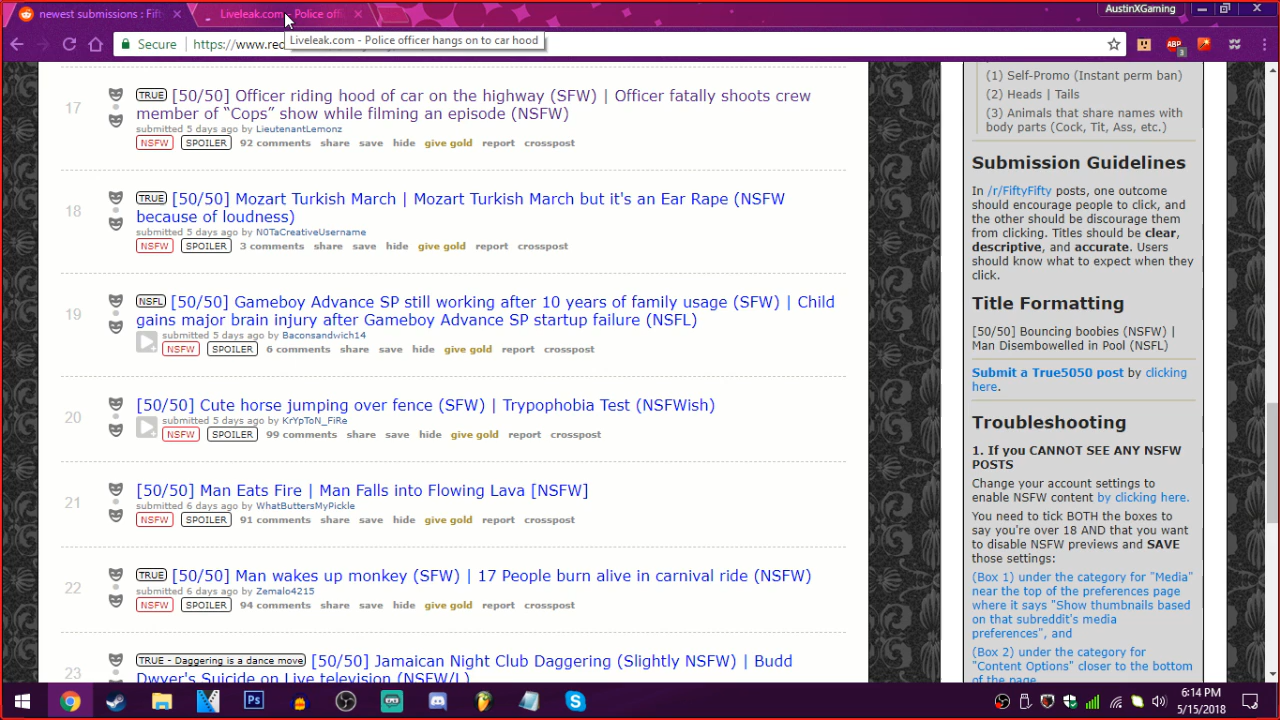 newest submissions : Fift
Liveleak.com - Police offi
AustinXGaming
Secure
https://www.rec
Liveleak.com - Police officer hangs on to car hood
ABP
3
17
TRUE [50/50] Officer riding hood of car on the highway (SFW) | Officer fatally shoots crew
member of “Cops” show while filming an episode (NSFW)
submitted 5 days ago by LieutenantLemonz
NSFW SPOILER 92 comments share save hide give gold report crosspost
18
TRUE [50/50] Mozart Turkish March | Mozart Turkish March but it's an Ear Rape (NSFW
because of loudness)
submitted 5 days ago by N0TaCreativeUsername
NSFW SPOILER 3 comments share save hide give gold report crosspost
19
NSFL [50/50] Gameboy Advance SP still working after 10 years of family usage (SFW) | Child
gains major brain injury after Gameboy Advance SP startup failure (NSFL)
submitted 5 days ago by Baconsandwich14
NSFW SPOILER 6 comments share save hide give gold report crosspost
20
[50/50] Cute horse jumping over fence (SFW) | Trypophobia Test (NSFWish)
submitted 5 days ago by KrYpToN_FiRe
NSFW SPOILER 99 comments share save hide give gold report crosspost
21
[50/50] Man Eats Fire | Man Falls into Flowing Lava [NSFW]
submitted 6 days ago by WhatButtersMyPickle
NSFW SPOILER 91 comments share save hide give gold report crosspost
22
TRUE [50/50] Man wakes up monkey (SFW) | 17 People burn alive in carnival ride (NSFW)
submitted 6 days ago by Zemalo4215
NSFW SPOILER 94 comments share save hide give gold report crosspost
23
TRUE - Daggering is a dance move [50/50] Jamaican Night Club Daggering (Slightly NSFW) | Budd
Dwyer's Suicide on Live television (NSFW/L)
(1) Self-Promo (Instant perm ban)
(2) Heads | Tails
(3) Animals that share names with
body parts (Cock, Tit, Ass, etc.)
Submission Guidelines
In /r/FiftyFifty posts, one outcome
should encourage people to click, and
the other should be discourage them
from clicking. Titles should be clear,
descriptive, and accurate. Users
should know what to expect when they
click.
Title Formatting
[50/50] Bouncing boobies (NSFW) |
Man Disembowelled in Pool (NSFL)
Submit a True5050 post by clicking
here.
Troubleshooting
1. If you CANNOT SEE ANY NSFW
POSTS
Change your account settings to
enable NSFW content by clicking here.
You need to tick BOTH the boxes to
say you're over 18 AND that you want
to disable NSFW previews and SAVE
those settings:
(Box 1) under the category for "Media"
near the top of the preferences page
where it says "Show thumbnails based
on that subreddit's media
preferences", and
(Box 2) under the category for
"Content Options" closer to the bottom
of the page
Ps
6:14 PM
5/15/2018